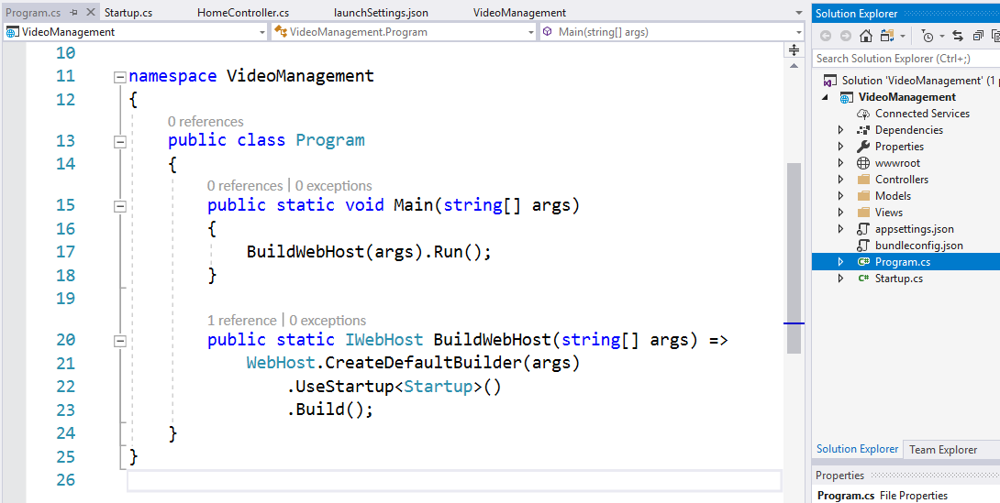 Program.cs
Startup.cs
HomeController.cs
launchSettings.json
VideoManagement
VideoManagement
VideoManagement.Program
Main(string[] args)
10
11 namespace VideoManagement
12 {
0 references
13 public class Program
14 {
0 references | 0 exceptions
15 public static void Main(string[] args)
16 {
17 BuildWebHost(args).Run();
18 }
19
1 reference | 0 exceptions
20 public static IWebHost BuildWebHost(string[] args) =>
21 WebHost.CreateDefaultBuilder(args)
22 .UseStartup<Startup>()
23 .Build();
24 }
25 }
26
Solution Explorer
Search Solution Explorer (Ctrl+;)
Solution 'VideoManagement' (1
VideoManagement
Connected Services
Dependencies
Properties
wwwroot
Controllers
Models
Views
appsettings.json
bundleconfig.json
C# Program.cs
C# Startup.cs
Solution Explorer
Team Explorer
Properties
Program.cs File Properties